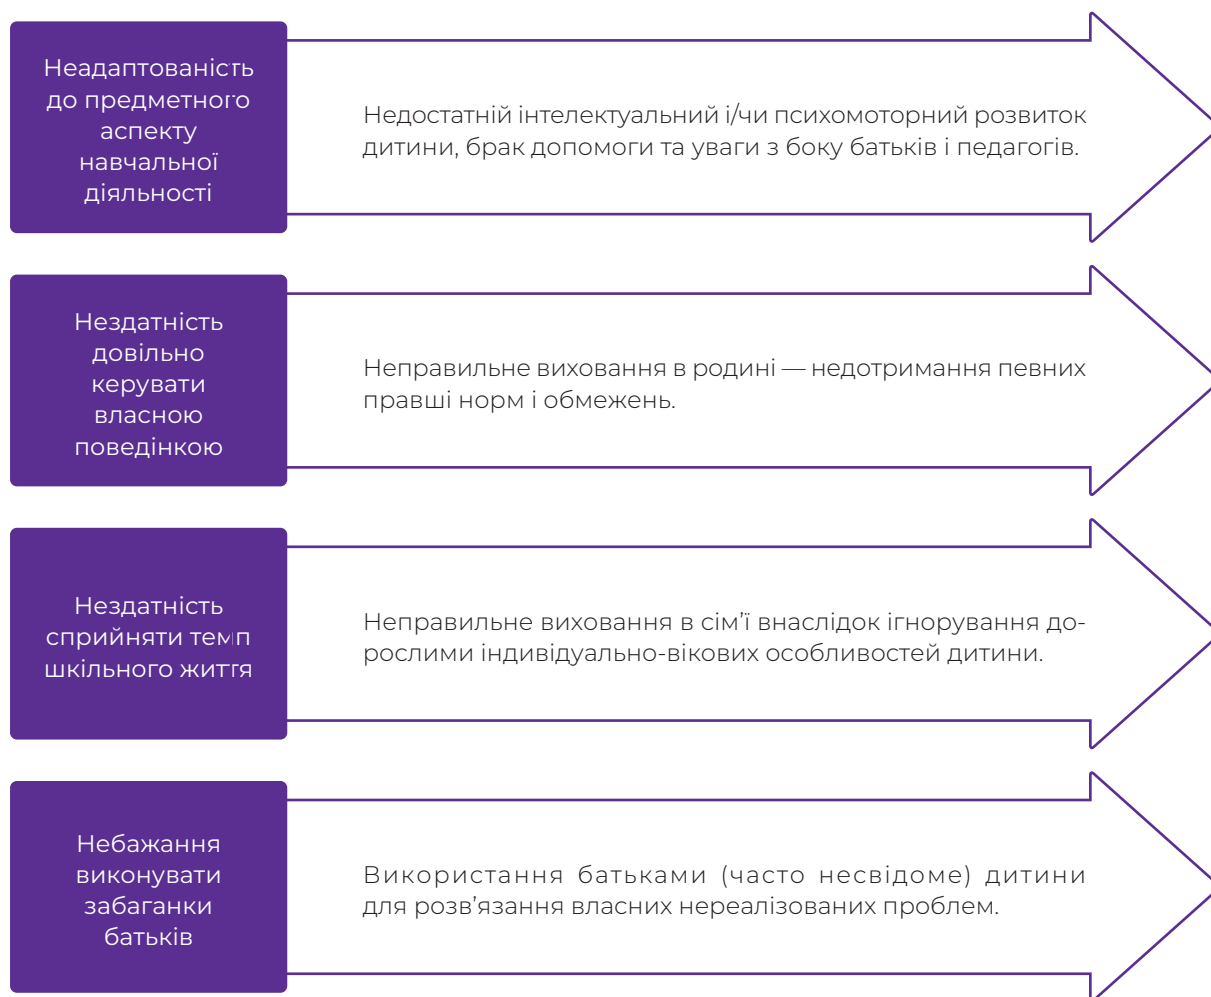 Неадаптованість
до предметного
аспекту
навчальної
діяльності
Недостатній інтелектуальний і/чи психомоторний розвиток
дитини, брак допомоги та уваги з боку батьків і педагогів.
Нездатність
довільно
керувати
власною
поведінкою
Неправильне виховання в родині — недотримання певних
правші норм і обмежень.
Нездатність
сприйняти темп
шкільного життя
Неправильне виховання в сім’ї внаслідок ігнорування до-
рослими індивідуально-вікових особливостей дитини.
Небажання
виконувати
забаганки
батьків
Використання батьками (часто несвідоме) дитини
для розв’язання власних нереалізованих проблем.